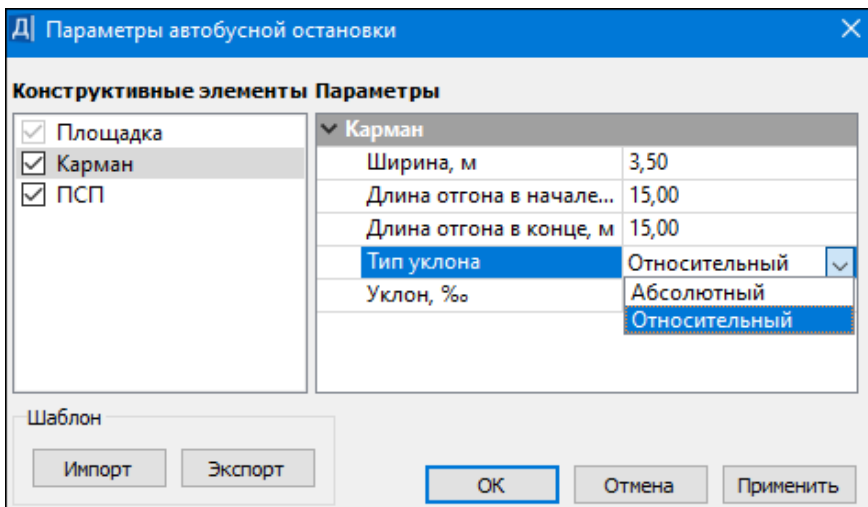 Д| Параметры автобусной остановки
Конструктивные элементы Параметры
Площадка
Карман
ПСП
Карман
Ширина, м 3,50
Длина отгона в начале... 15,00
Длина отгона в конце, м 15,00
Тип уклона Относительный
Уклон, ‰ Абсолютный
Относительный
Шаблон
Импорт Экспорт
ОК Отмена Применить